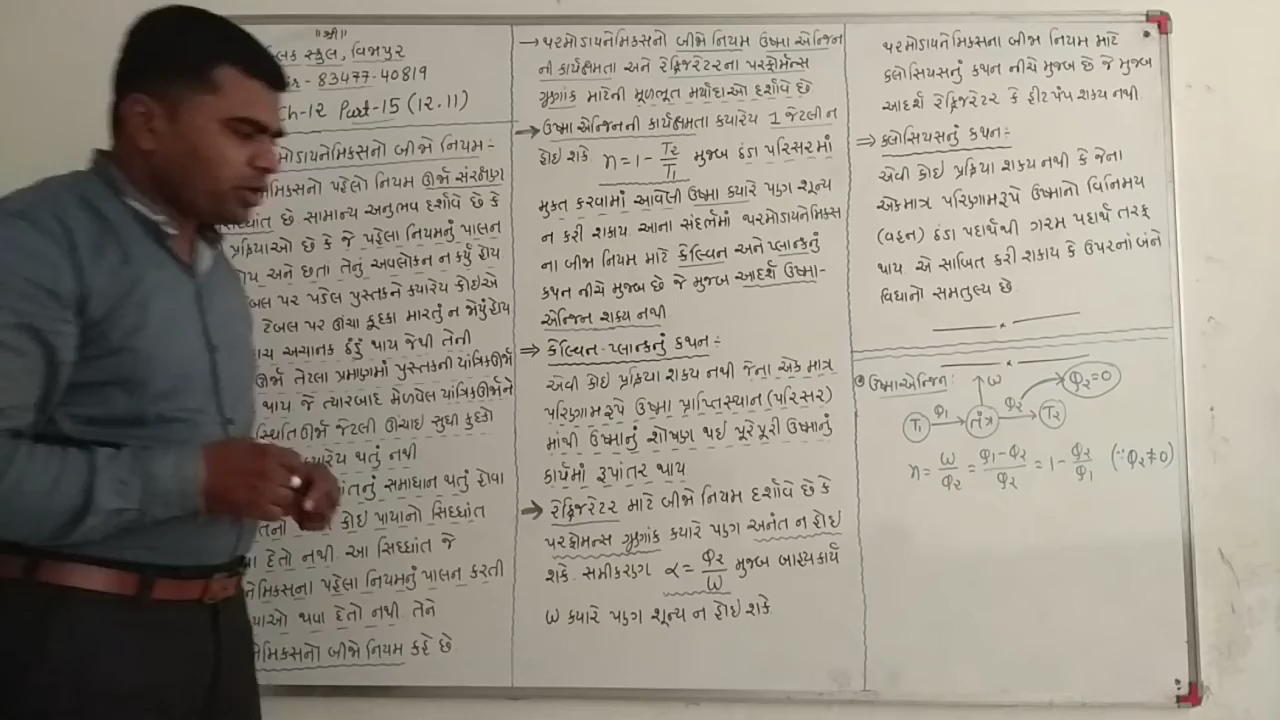 ॥શ્રી॥
લક સ્કુલ, વિજાપુર
83477-40819
Ch-12 Part-15 (12.11)
મોડાયનેમિક્સનો બીજો નિયમ:-
મિક્સનો પહેલો નિયમ ઊર્જા સંરક્ષણ
છે સામાન્ય અનુભવ દર્શાવે છે કે
પ્રક્રિયાઓ છે કે જે પહેલા નિયમનું પાલન
અને છતાં તેનું અવલોકન ન કર્યું હોય
બલ પર પડેલ પુસ્તકને ક્યારેય કોઈએ
ટેબલ પર ઊંચા કૂદકા મારતું ન જોયું હોય
અચાનક ઠંડું થાય જેથી તેની
ઊર્જા તેટલા પ્રમાણમાં પુસ્તકની યાંત્રિકઊર્જા
થાય જે ત્યારબાદ મેળવેલ યાંત્રિકઊર્જાને
સ્થિતિઊર્જા જેટલી ઊંચાઈ સુધી કુદકો
ક્યારેય થતું નથી
તનું સમાધાન થતું હોવા
કોઈ પાયાનો સિદ્ધાંત
દેતો નથી. આ સિદ્ધાંત જે
નેમિક્સના પહેલા નિયમનું પાલન કરતી
થવા દેતો નથી. તેને
નેમિક્સનો બીજો નિયમ કહે છે
→ થરમોડાયનેમિક્સનો બીજો નિયમ ઉષ્મા એન્જિન
ની કાર્યક્ષમતા અને રેફ્રિજરેટરના પરફોર્મન્સ
ગુણાંક માટેની મૂળભૂત મર્યાદાઓ દર્શાવે છે
→ ઉષ્માએન્જિનની કાર્યક્ષમતા ક્યારેય 1 જેટલી ન
હોઈ શકે. η = 1 - T₂/T₁ મુજબ ઠંડા પરિસરમાં
મુક્ત કરવામાં આવેલી ઉષ્મા ક્યારે પણ શૂન્ય
ન કરી શકાય. આના સંદર્ભમાં થરમોડાયનેમિક્સ
ના બીજા નિયમ માટે કેલ્વિન અને પ્લાન્કનું
કથન નીચે મુજબ છે જે મુજબ આદર્શ ઉષ્મા-
એન્જિન શક્ય નથી
⇒ કેલ્વિન-પ્લાન્કનું કથન:-
એવી કોઈ પ્રક્રિયા શક્ય નથી જેના એક માત્ર
પરિણામરૂપે ઉષ્મા પ્રાપ્તિસ્થાન (પરિસર)
માંથી ઉષ્માનું શોષણ થઈ પૂરેપૂરી ઉષ્માનું
કાર્યમાં રૂપાંતર થાય
→ રેફ્રિજરેટર માટે બીજો નિયમ દર્શાવે છે કે
પરફોમન્સ ગુણાંક ક્યારે પણ અનંત ન હોઈ
શકે. સમીકરણ α = Q₂/W મુજબ બાહ્યકાર્ય
W ક્યારે પણ શૂન્ય ન હોઈ શકે
થરમોડાયનેમિક્સના બીજા નિયમ માટે
ક્લોસિયસનું કથન નીચે મુજબ છે જે મુજબ
આદર્શ રેફ્રિજરેટર કે હીટપંપ શક્ય નથી.
⇒ ક્લોસિયસનું કથન:-
એવી કોઈ પ્રક્રિયા શક્ય નથી કે જેના
એકમાત્ર પરિણામરૂપે ઉષ્માનો વિનિમય
(વહન) ઠંડા પદાર્થથી ગરમ પદાર્થ તરફ
થાય. એ સાબિત કરી શકાય કે ઉપરનાં બંને
વિધાનો સમતુલ્ય છે
ઉષ્માએન્જિન:
W Q₂=0
T₁ Q₁ તંત્ર Q₂ T₂
η = W/Q₂ = Q₁-Q₂/Q₂ = 1 - Q₂/Q₁ (∵ Q₂≠0)